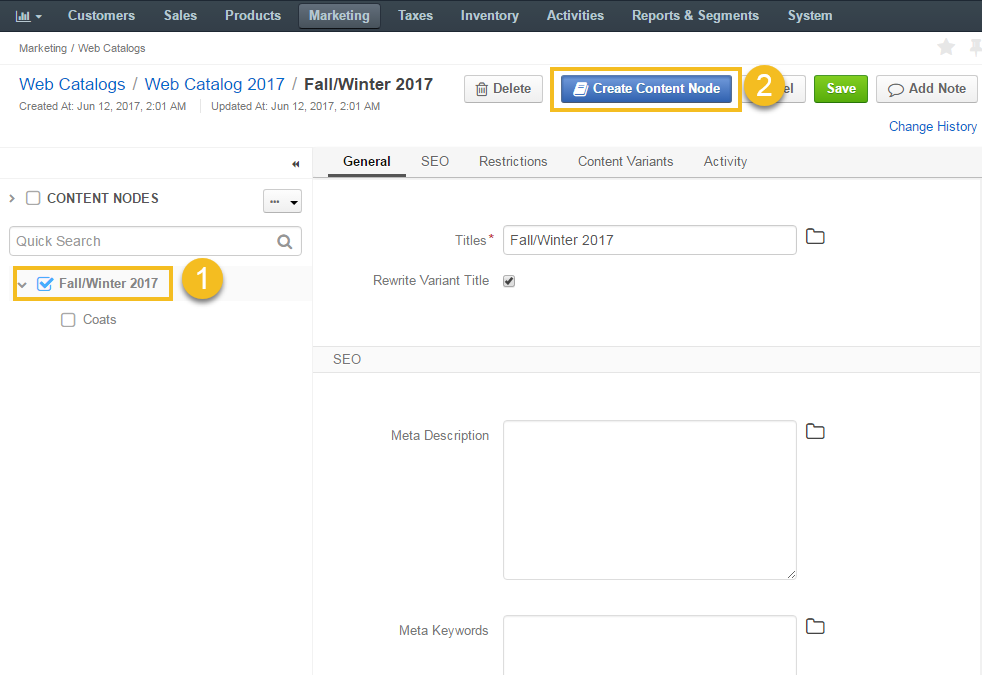 Customers Sales Products Marketing Taxes Inventory Activities Reports & Segments System
Marketing / Web Catalogs
Web Catalogs / Web Catalog 2017 / Fall/Winter 2017
Delete Create Content Node 2 Save Add Note
Created At: Jun 12, 2017, 2:01 AM Updated At: Jun 12, 2017, 2:01 AM
Change History
General SEO Restrictions Content Variants Activity
CONTENT NODES
...
Quick Search
Fall/Winter 2017 1
Coats
Titles* Fall/Winter 2017
Rewrite Variant Title
SEO
Meta Description
Meta Keywords